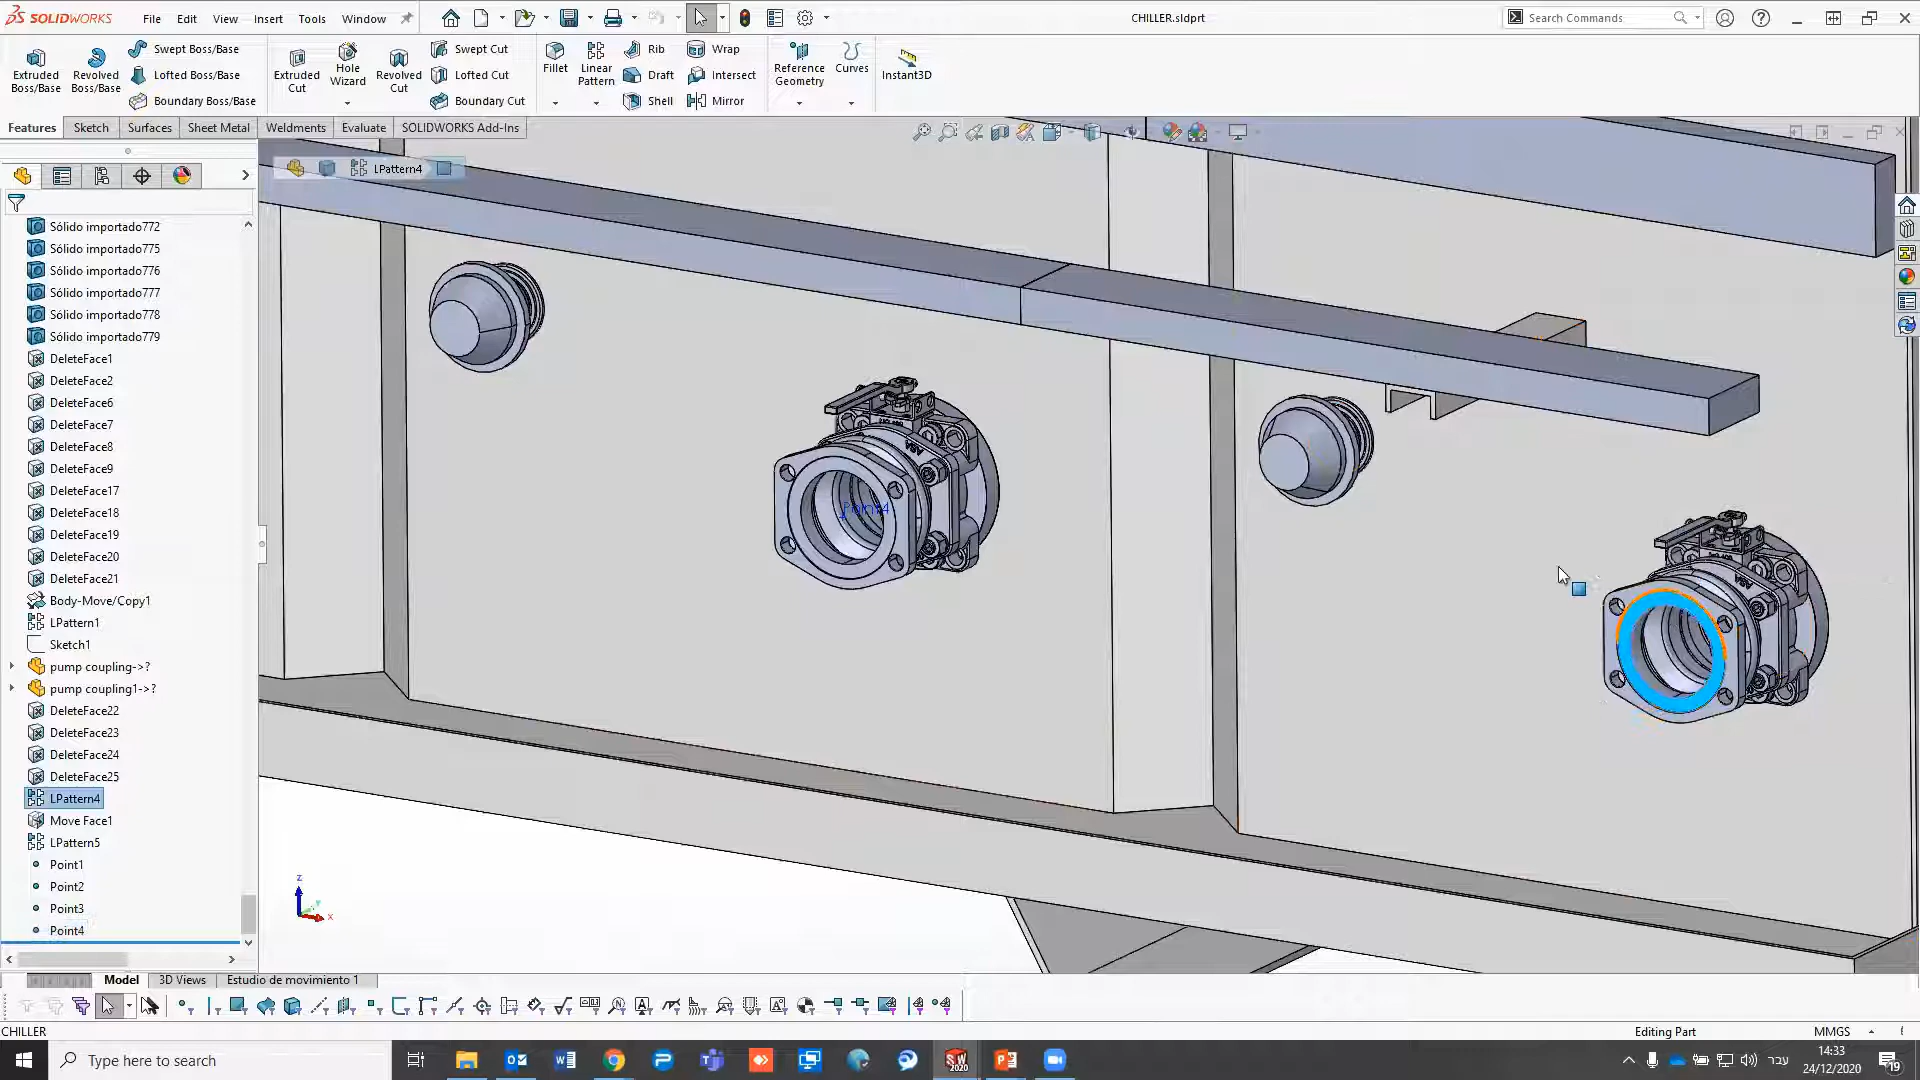 SOLIDWORKS
File
Edit
View
Insert
Tools
Window
CHILLER.sldprt
Search Commands
Extruded Boss/Base
Revolved Boss/Base
Swept Boss/Base
Lofted Boss/Base
Boundary Boss/Base
Extruded Cut
Hole Wizard
Revolved Cut
Swept Cut
Lofted Cut
Boundary Cut
Fillet
Linear Pattern
Rib
Draft
Shell
Wrap
Intersect
Mirror
Reference Geometry
Curves
Instant3D
Features
Sketch
Surfaces
Sheet Metal
Weldments
Evaluate
SOLIDWORKS Add-Ins
LPattern4
Sólido importado772
Sólido importado775
Sólido importado776
Sólido importado777
Sólido importado778
Sólido importado779
DeleteFace1
DeleteFace2
DeleteFace6
DeleteFace7
DeleteFace8
DeleteFace9
DeleteFace17
DeleteFace18
DeleteFace19
DeleteFace20
DeleteFace21
Body-Move/Copy1
LPattern1
Sketch1
pump coupling->?
pump coupling1->?
DeleteFace22
DeleteFace23
DeleteFace24
DeleteFace25
LPattern4
Move Face1
LPattern5
Point1
Point2
Point3
Point4
Point4
z
y
x
Model
3D Views
Estudio de movimiento 1
CHILLER
Editing Part
MMGS
Type here to search
SW
2020
עבר
14:33
24/12/2020
19